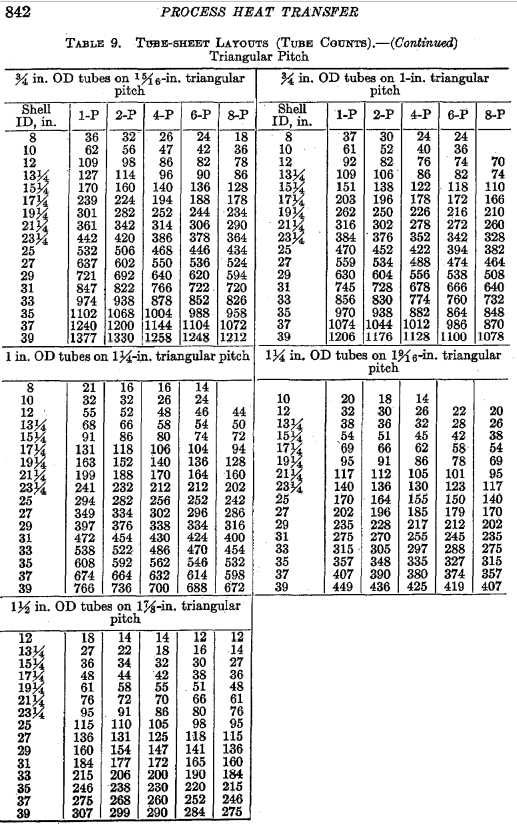 842 PROCESS HEAT TRANSFER
TABLE 9. TUBE-SHEET LAYOUTS (TUBE COUNTS).—(Continued)
Triangular Pitch
¾ in. OD tubes on 15⁄16-in. triangular
pitch
Shell
ID, in. 1-P 2-P 4-P 6-P 8-P
8 36 32 26 24 18
10 62 56 47 42 36
12 109 98 86 82 78
13¼ 127 114 96 90 86
15¼ 170 160 140 136 128
17¼ 239 224 194 188 178
19¼ 301 282 252 244 234
21¼ 361 342 314 306 290
23¼ 442 420 386 378 364
25 532 506 468 446 434
27 637 602 550 536 524
29 721 692 640 620 594
31 847 822 766 722 720
33 974 938 878 852 826
35 1102 1068 1004 988 958
37 1240 1200 1144 1104 1072
39 1377 1330 1258 1248 1212
¾ in. OD tubes on 1-in. triangular
pitch
Shell
ID, in. 1-P 2-P 4-P 6-P 8-P
8 37 30 24 24
10 61 52 40 36
12 92 82 76 74 70
13¼ 109 106 86 82 74
15¼ 151 138 122 118 110
17¼ 203 196 178 172 166
19¼ 262 250 226 216 210
21¼ 316 302 278 272 260
23¼ 384 376 352 342 328
25 470 452 422 394 382
27 559 534 488 474 464
29 630 604 556 538 508
31 745 728 678 666 640
33 856 830 774 760 732
35 970 938 882 864 848
37 1074 1044 1012 986 870
39 1206 1176 1128 1100 1078
1 in. OD tubes on 1¼-in. triangular pitch
8 21 16 16 14
10 32 32 26 24
12 55 52 48 46 44
13¼ 68 66 58 54 50
15¼ 91 86 80 74 72
17¼ 131 118 106 104 94
19¼ 163 152 140 136 128
21¼ 199 188 170 164 160
23¼ 241 232 212 212 202
25 294 282 256 252 242
27 349 334 302 296 286
29 397 376 338 334 316
31 472 454 430 424 400
33 538 522 486 470 454
35 608 592 562 546 532
37 674 664 632 614 598
39 766 736 700 688 672
1¼ in. OD tubes on 1 9⁄16-in. triangular
pitch
10 20 18 14
12 32 30 26 22 20
13¼ 38 36 32 28 26
15¼ 54 51 45 42 38
17¼ 69 66 62 58 54
19¼ 95 91 86 78 69
21¼ 117 112 105 101 95
23¼ 140 136 130 123 117
25 170 164 155 150 140
27 202 196 185 179 170
29 235 228 217 212 202
31 275 270 255 245 235
33 315 305 297 288 275
35 357 348 335 327 315
37 407 390 380 374 357
39 449 436 425 419 407
1½ in. OD tubes on 1⅞-in. triangular
pitch
12 18 14 14 12 12
13¼ 27 22 18 16 14
15¼ 36 34 32 30 27
17¼ 48 44 42 38 36
19¼ 61 58 55 51 48
21¼ 76 72 70 66 61
23¼ 95 91 86 80 76
25 115 110 105 98 95
27 136 131 125 118 115
29 160 154 147 141 136
31 184 177 172 165 160
33 215 206 200 190 184
35 246 238 230 220 215
37 275 268 260 252 246
39 307 299 290 284 275